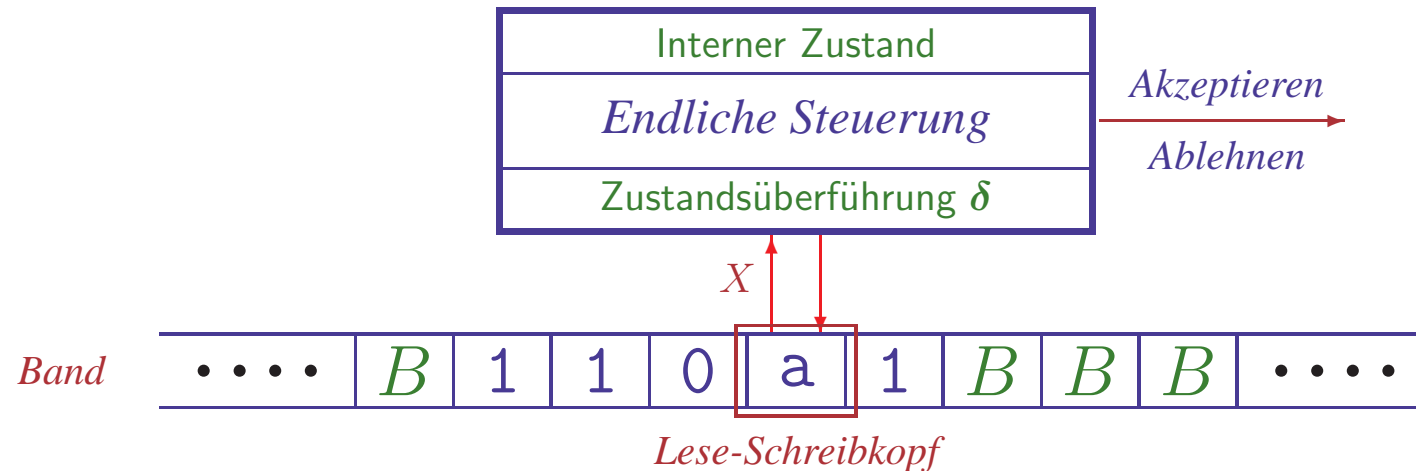 Interner Zustand
Akzeptieren
Endliche Steuerung
Ablehnen
Zustandsüberführung δ
X
Band
• • • • B 1 1 0 a 1 B B B • • • •
Lese-Schreibkopf